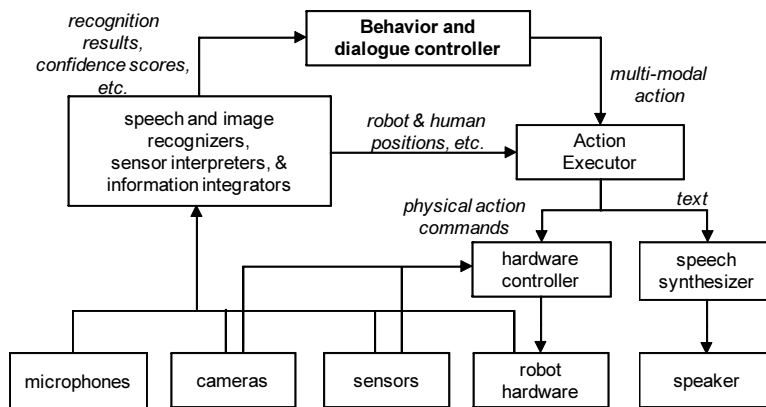 recognition
results,
confidence scores,
etc.
Behavior and
dialogue controller
multi-modal
action
speech and image
recognizers,
sensor interpreters, &
information integrators
robot & human
positions, etc.
Action
Executor
physical action
commands
text
hardware
controller
speech
synthesizer
microphones
cameras
sensors
robot
hardware
speaker